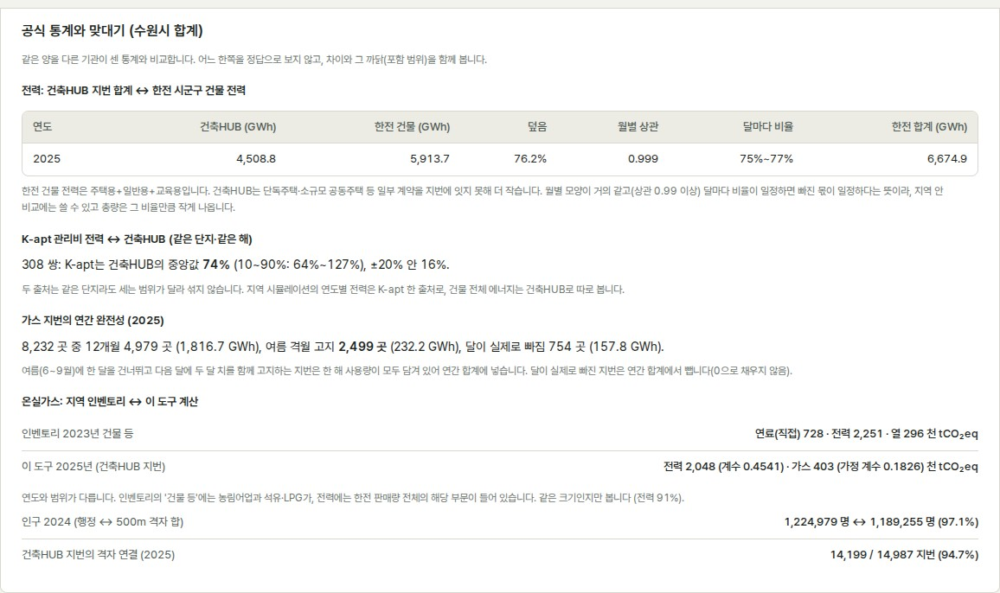 공식 통계와 맞대기 (수원시 합계)
같은 양을 다른 기관이 센 통계와 비교합니다. 어느 한쪽을 정답으로 보지 않고, 차이와 그 까닭(포함 범위)을 함께 봅니다.
전력: 건축HUB 지번 합계 ↔ 한전 시군구 건물 전력
연도 건축HUB (GWh) 한전 건물 (GWh) 덮음 월별 상관 달마다 비율 한전 합계 (GWh)
2025 4,508.8 5,913.7 76.2% 0.999 75%~77% 6,674.9
한전 건물 전력은 주택용+일반용+교육용입니다. 건축HUB는 단독주택·소규모 공동주택 등 일부 계약을 지번에 잇지 못해 더 작습니다. 월별 모양이 거의 같고(상관 0.99 이상) 달마다 비율이 일정하면 빠진 몫이 일정하다는 뜻이라, 지역 안
비교에는 쓸 수 있고 총량은 그 비율만큼 작게 나옵니다.
K-apt 관리비 전력 ↔ 건축HUB (같은 단지·같은 해)
308 쌍: K-apt는 건축HUB의 중앙값 74% (10~90%: 64%~127%), ±20% 안 16%.
두 출처는 같은 단지라도 세는 범위가 달라 섞지 않습니다. 지역 시뮬레이션의 연도별 전력은 K-apt 한 출처로, 건물 전체 에너지는 건축HUB로 따로 봅니다.
가스 지번의 연간 완전성 (2025)
8,232 곳 중 12개월 4,979 곳 (1,816.7 GWh), 여름 격월 고지 2,499 곳 (232.2 GWh), 달이 실제로 빠짐 754 곳 (157.8 GWh).
여름(6~9월)에 한 달을 건너뛰고 다음 달에 두 달 치를 함께 고지하는 지번은 한 해 사용량이 모두 담겨 있어 연간 합계에 넣습니다. 달이 실제로 빠진 지번은 연간 합계에서 뺍니다(0으로 채우지 않음).
온실가스: 지역 인벤토리 ↔ 이 도구 계산
인벤토리 2023년 건물 등 연료(직접) 728 · 전력 2,251 · 열 296 천 tCO₂eq
이 도구 2025년 (건축HUB 지번) 전력 2,048 (계수 0.4541) · 가스 403 (가정 계수 0.1826) 천 tCO₂eq
연도와 범위가 다릅니다. 인벤토리의 '건물 등'에는 농림어업과 석유·LPG가, 전력에는 한전 판매량 전체의 해당 부문이 들어 있습니다. 같은 크기인지만 봅니다 (전력 91%).
인구 2024 (행정 ↔ 500m 격자 합) 1,224,979 명 ↔ 1,189,255 명 (97.1%)
건축HUB 지번의 격자 연결 (2025) 14,199 / 14,987 지번 (94.7%)